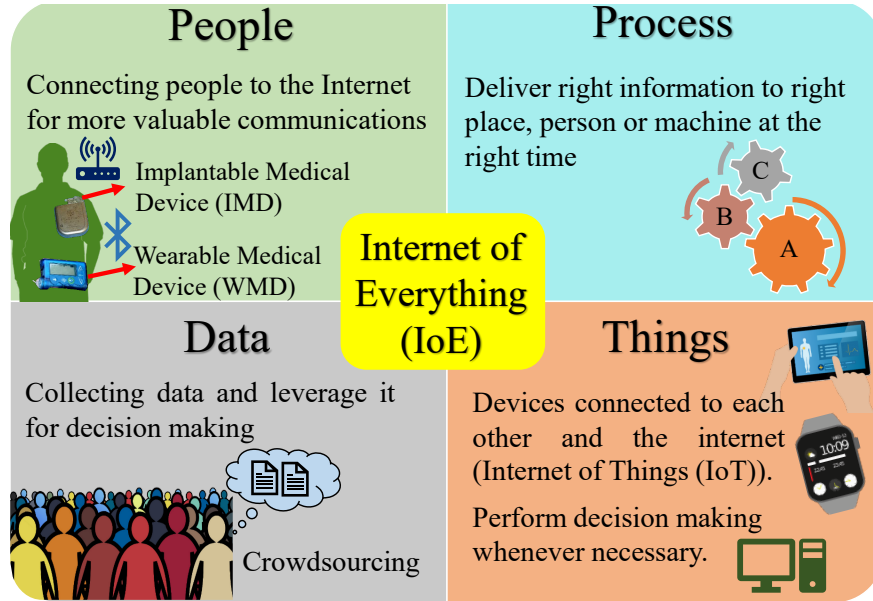 People
Connecting people to the Internet
for more valuable communications
Implantable Medical
Device (IMD)
Wearable Medical
Device (WMD)
Process
Deliver right information to right
place, person or machine at the
right time
C
B
A
Internet of
Everything
(IoE)
Data
Collecting data and leverage it
for decision making
Crowdsourcing
Things
Devices connected to each
other and the internet
(Internet of Things (IoT)).
Perform decision making
whenever necessary.
10:09